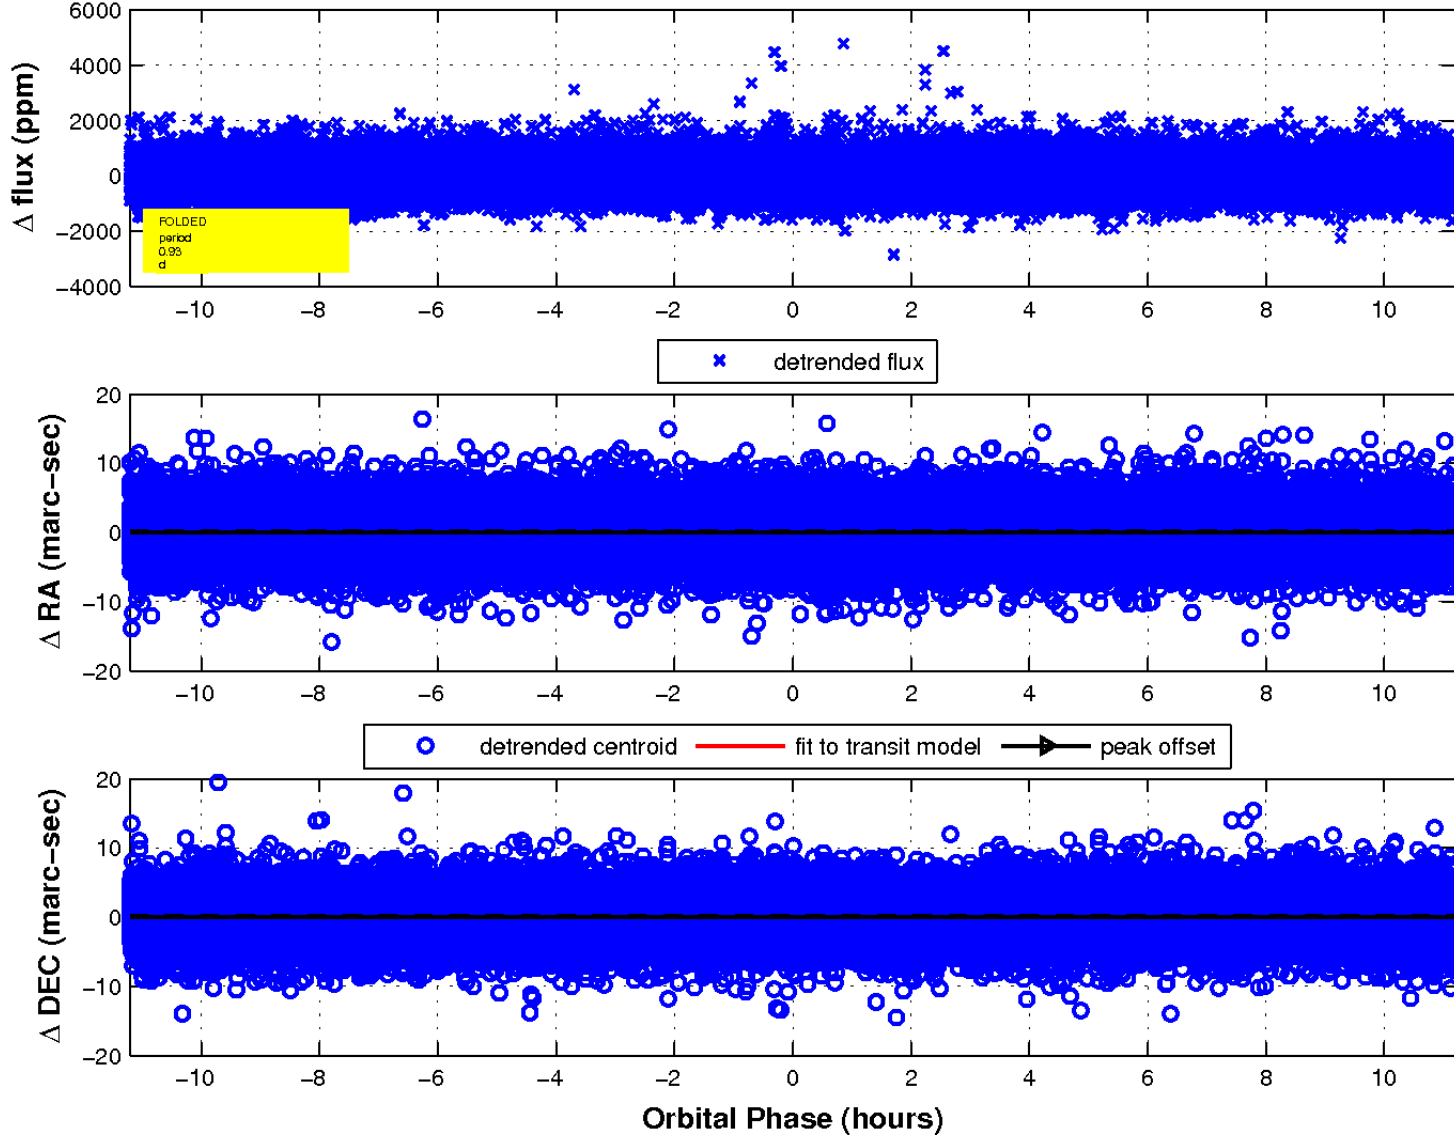 6000
4000
2000
0
−2000
−4000
Δ flux (ppm)
FOLDED
period
0.93
d
−10 −8 −6 −4 −2 0 2 4 6 8 10
detrended flux
20
10
0
−10
−20
Δ RA (marc−sec)
−10 −8 −6 −4 −2 0 2 4 6 8 10
detrended centroid fit to transit model peak offset
20
10
0
−10
−20
Δ DEC (marc−sec)
−10 −8 −6 −4 −2 0 2 4 6 8 10
Orbital Phase (hours)